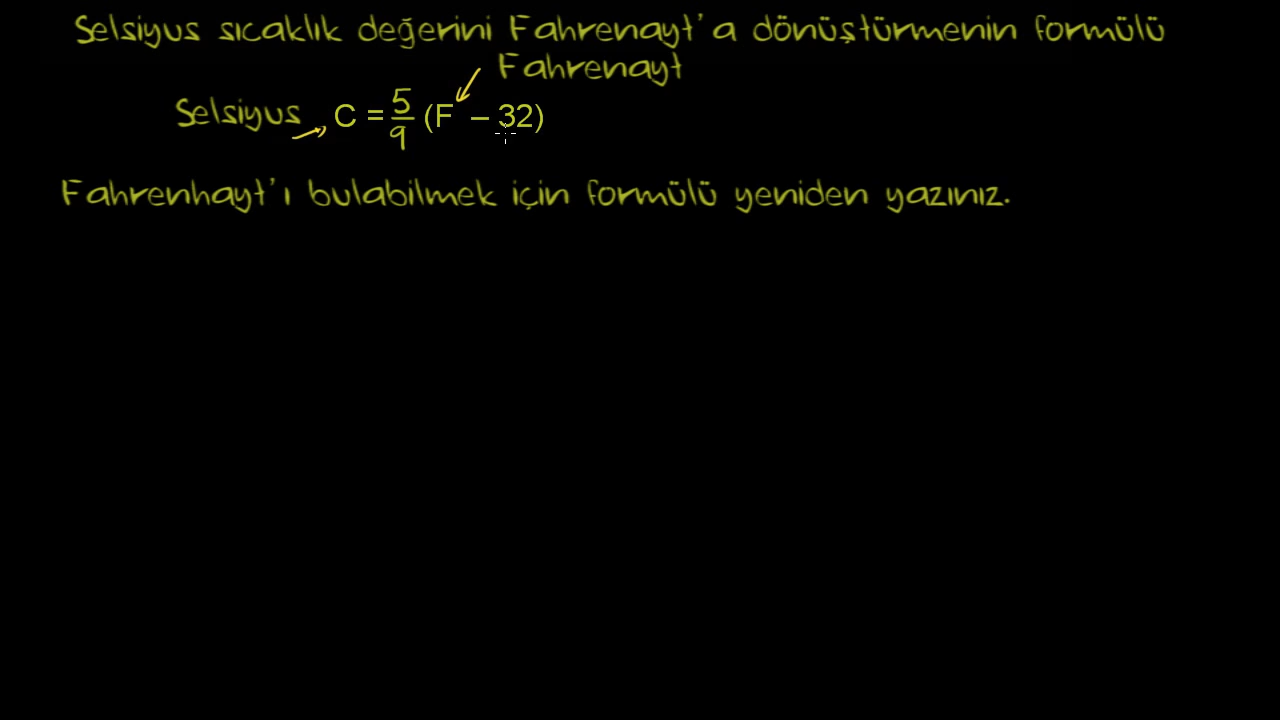 Selsiyus sıcaklık değerini Fahrenayt'a dönüştürmenin formülü
Fahrenayt
Selsiyus C = 5/9 (F – 32)
Fahrenhayt'ı bulabilmek için formülü yeniden yazınız.